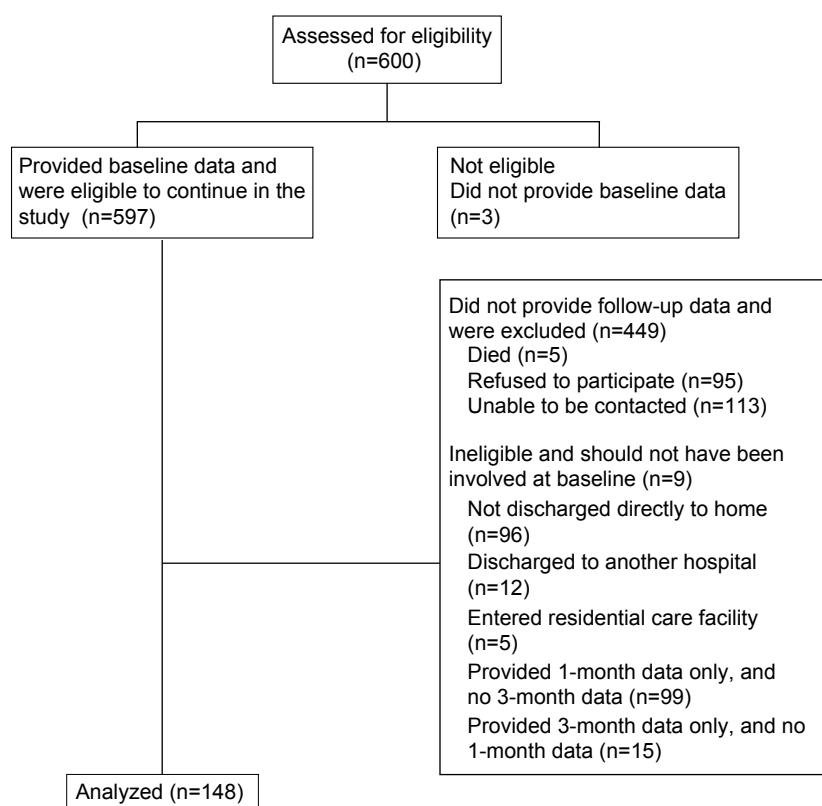 Assessed for eligibility
(n=600)
Provided baseline data and
were eligible to continue in the
study (n=597)
Not eligible
Did not provide baseline data
(n=3)
Did not provide follow-up data and
were excluded (n=449)
Died (n=5)
Refused to participate (n=95)
Unable to be contacted (n=113)
Ineligible and should not have been
involved at baseline (n=9)
Not discharged directly to home
(n=96)
Discharged to another hospital
(n=12)
Entered residential care facility
(n=5)
Provided 1-month data only, and
no 3-month data (n=99)
Provided 3-month data only, and no
1-month data (n=15)
Analyzed (n=148)